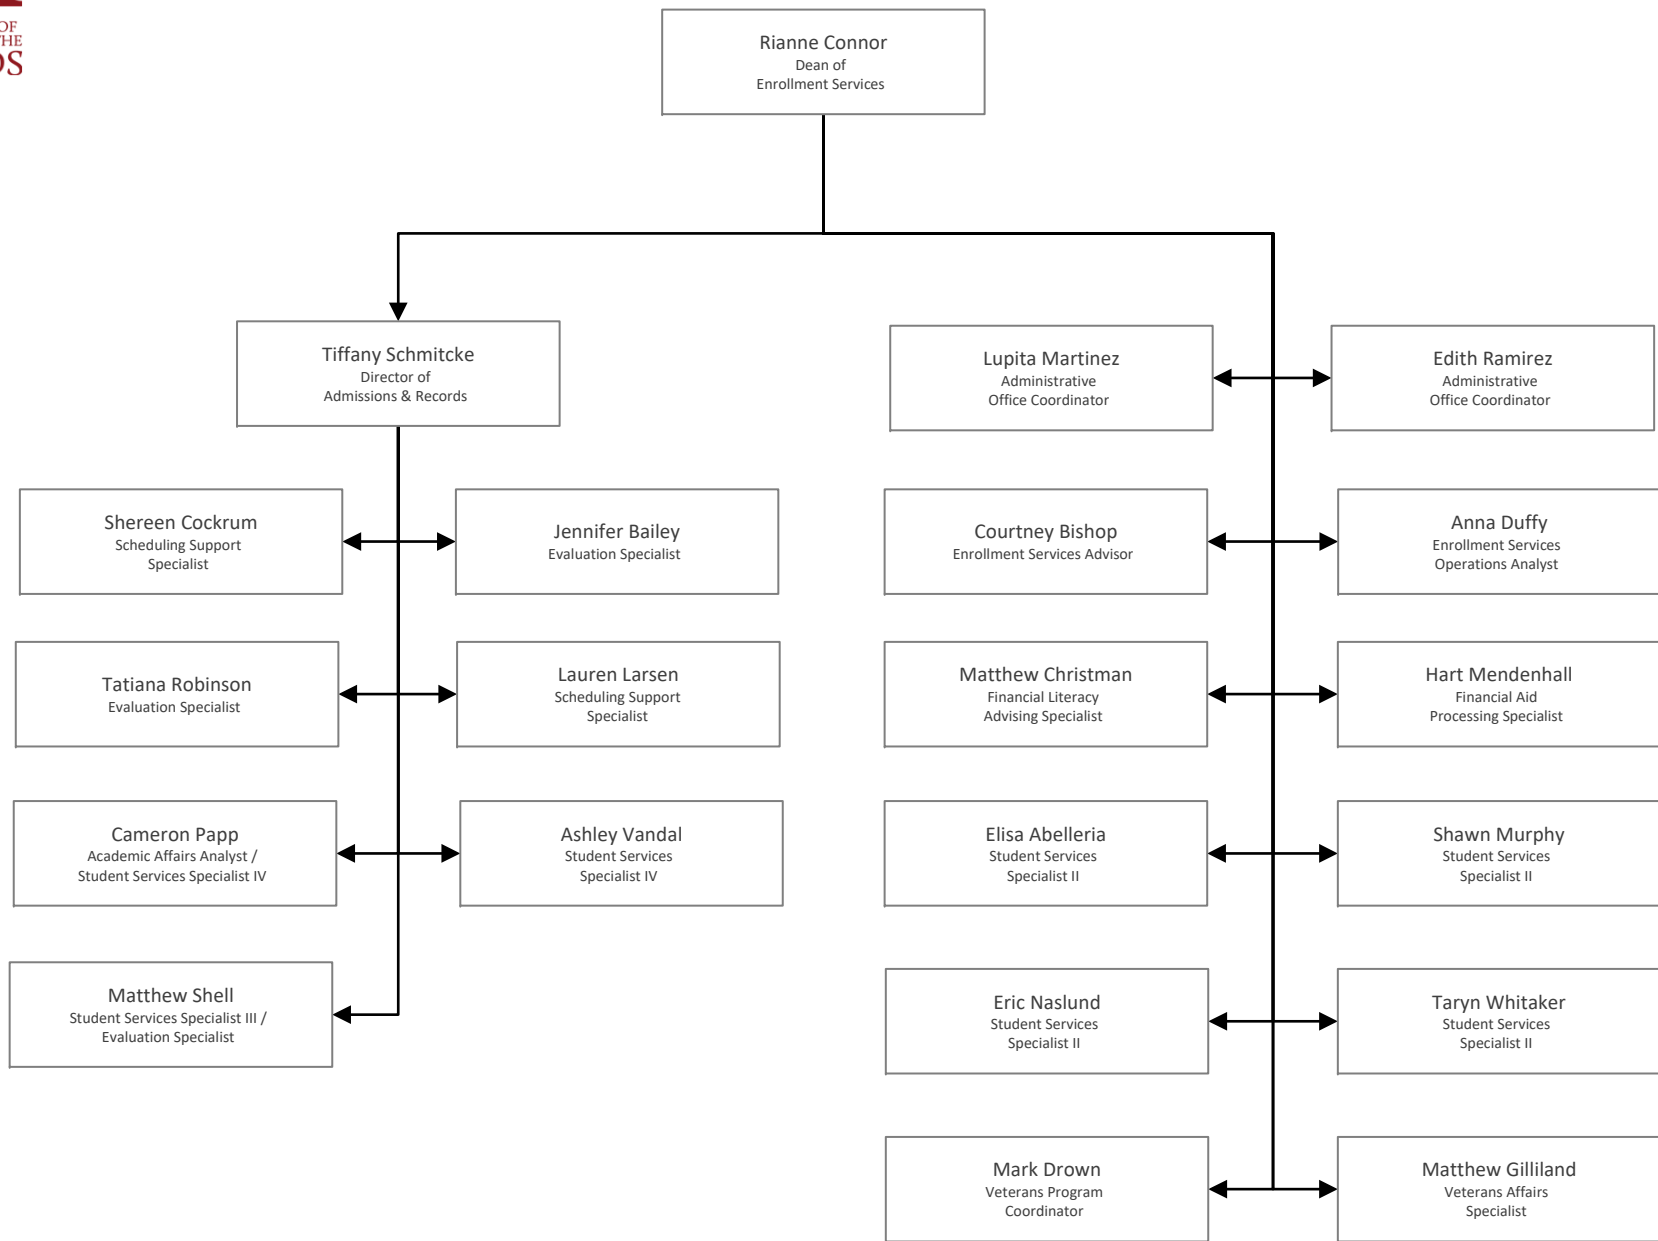 OF
THE
DS
Rianne Connor
Dean of
Enrollment Services
Tiffany Schmitcke
Director of
Admissions & Records
Lupita Martinez
Administrative
Office Coordinator
Edith Ramirez
Administrative
Office Coordinator
Shereen Cockrum
Scheduling Support
Specialist
Jennifer Bailey
Evaluation Specialist
Courtney Bishop
Enrollment Services Advisor
Anna Duffy
Enrollment Services
Operations Analyst
Tatiana Robinson
Evaluation Specialist
Lauren Larsen
Scheduling Support
Specialist
Matthew Christman
Financial Literacy
Advising Specialist
Hart Mendenhall
Financial Aid
Processing Specialist
Cameron Papp
Academic Affairs Analyst /
Student Services Specialist IV
Ashley Vandal
Student Services
Specialist IV
Elisa Abelleria
Student Services
Specialist II
Shawn Murphy
Student Services
Specialist II
Matthew Shell
Student Services Specialist III /
Evaluation Specialist
Eric Naslund
Student Services
Specialist II
Taryn Whitaker
Student Services
Specialist II
Mark Drown
Veterans Program
Coordinator
Matthew Gilliland
Veterans Affairs
Specialist